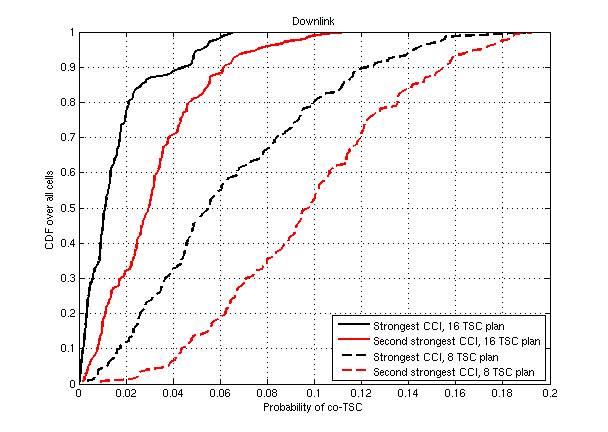 Downlink
1
0.9
0.8
0.7
0.6
0.5
0.4
0.3
0.2
0.1
0
CDF over all cells
Strongest CCI, 16 TSC plan
Second strongest CCI, 16 TSC plan
Strongest CCI, 8 TSC plan
Second strongest CCI, 8 TSC plan
0 0.02 0.04 0.06 0.08 0.1 0.12 0.14 0.16 0.18 0.2
Probability of co-TSC